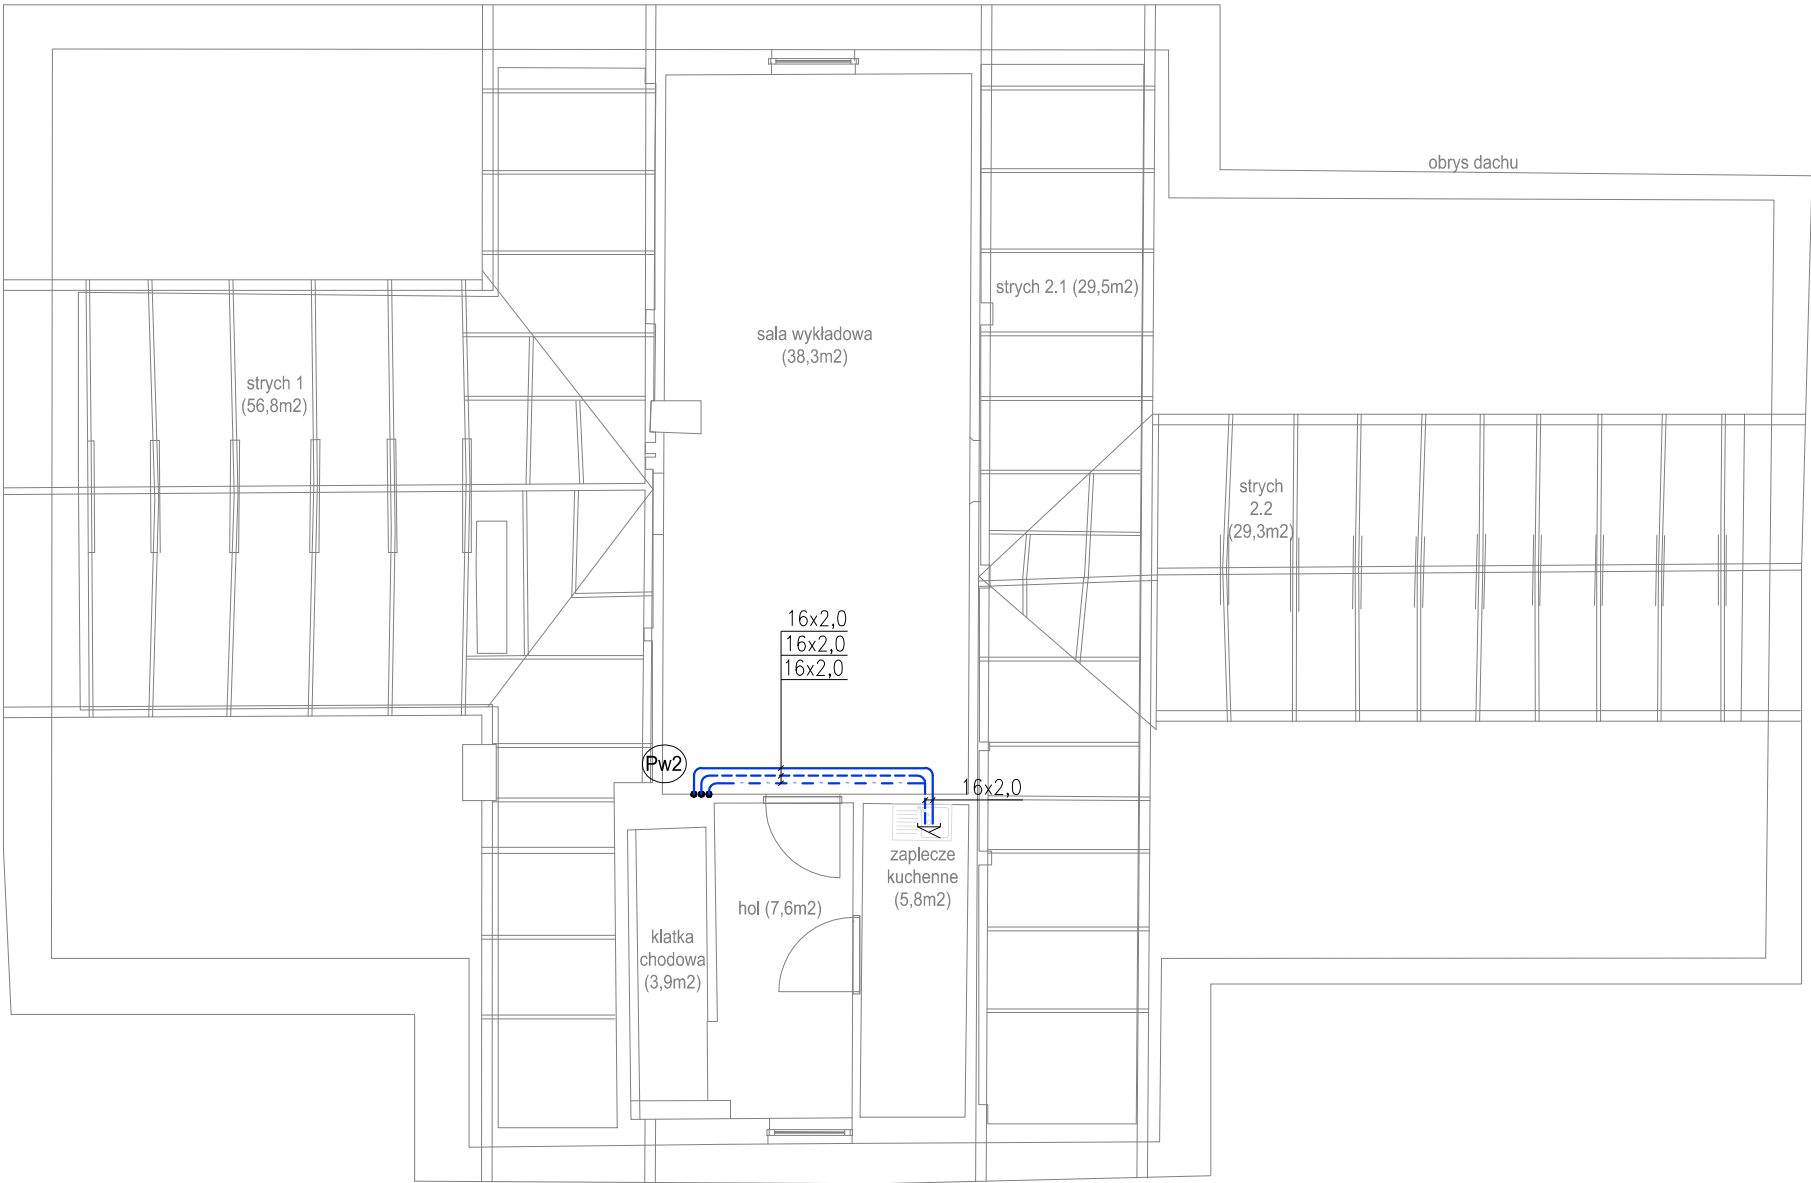 obrys dachu
strych 2.1 (29,5m2)
sala wykładowa
(38,3m2)
strych 1
(56,8m2)
strych
2.2
(29,3m2)
16x2,0
16x2,0
16x2,0
Pw2
16x2,0
zaplecze
kuchenne
(5,8m2)
hol (7,6m2)
klatka
chodowa
(3,9m2)